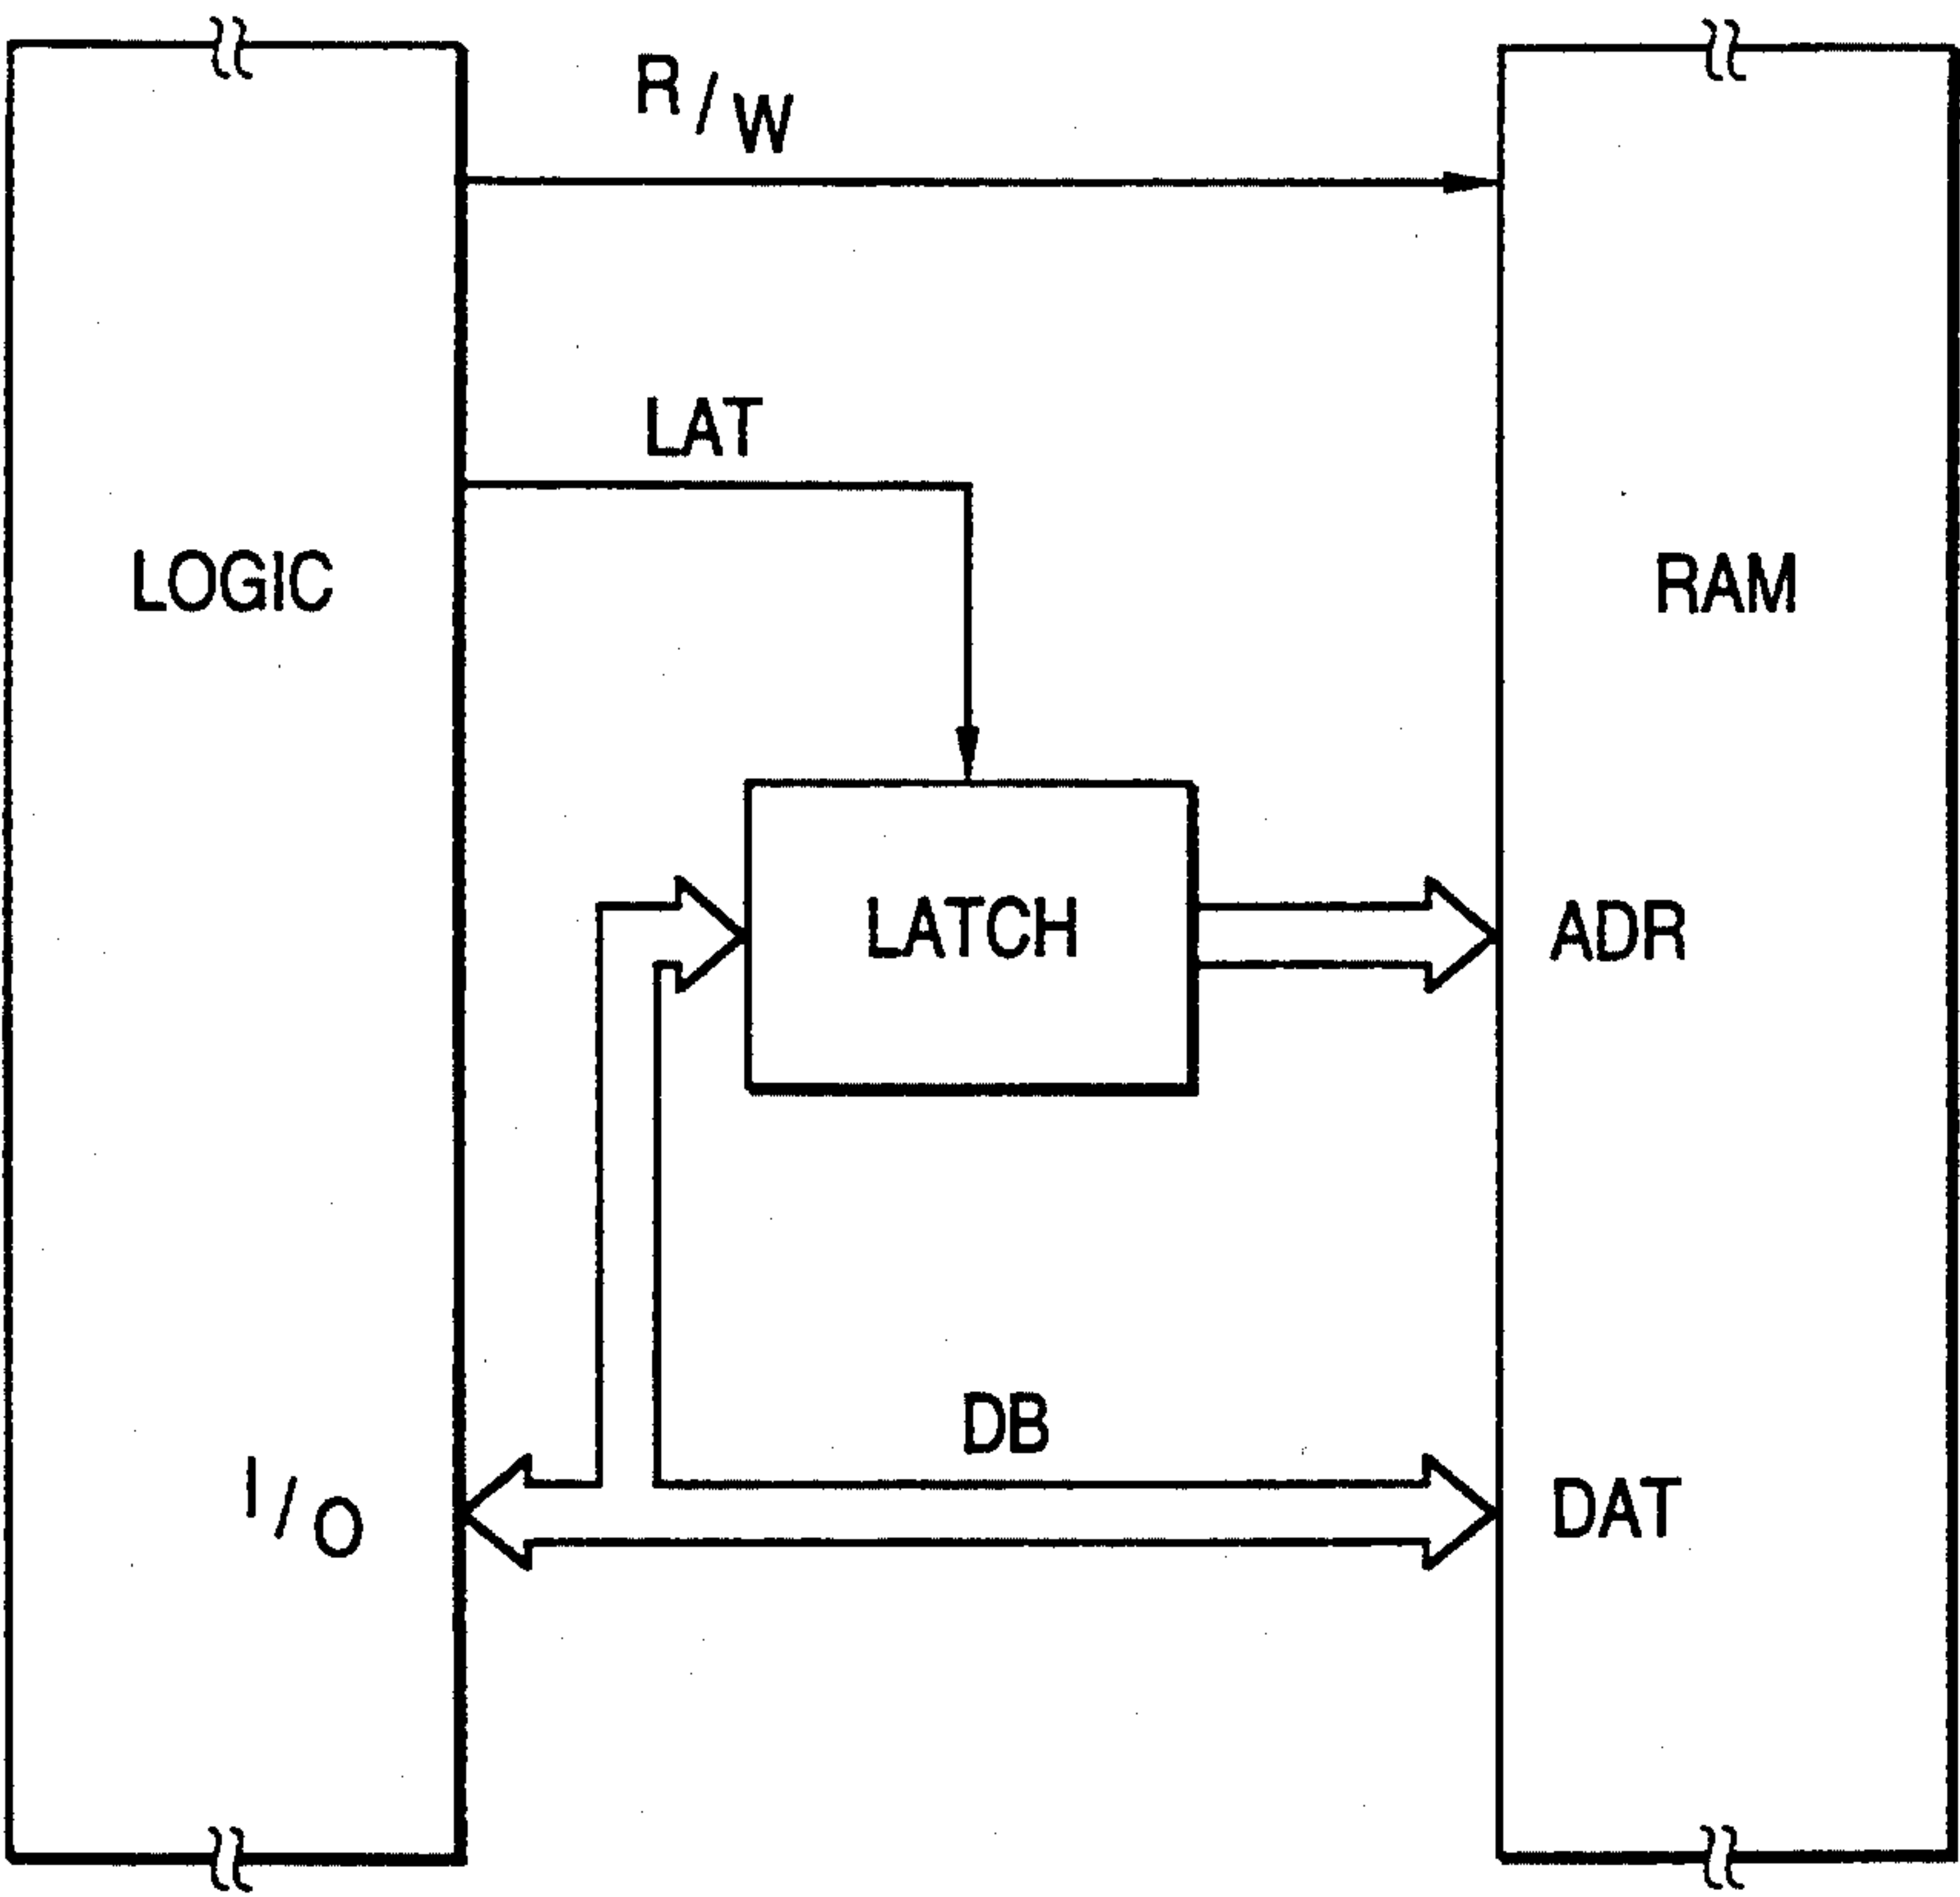 R/W
LAT
LOGIC
RAM
LATCH
ADR
DB
I/O
DAT